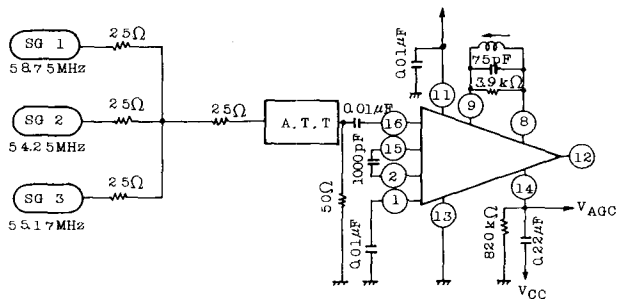 SG 1
25Ω
58.75MHz
SG 2
25Ω
54.25MHz
SG 3
25Ω
55.17MHz
25Ω
A.T.T
0.01μF
50Ω
1000pF
0.01μF
16
15
2
1
0.01μF
11
75pF
3.9kΩ
9
8
12
14
13
820kΩ
0.22μF
VAGC
VCC